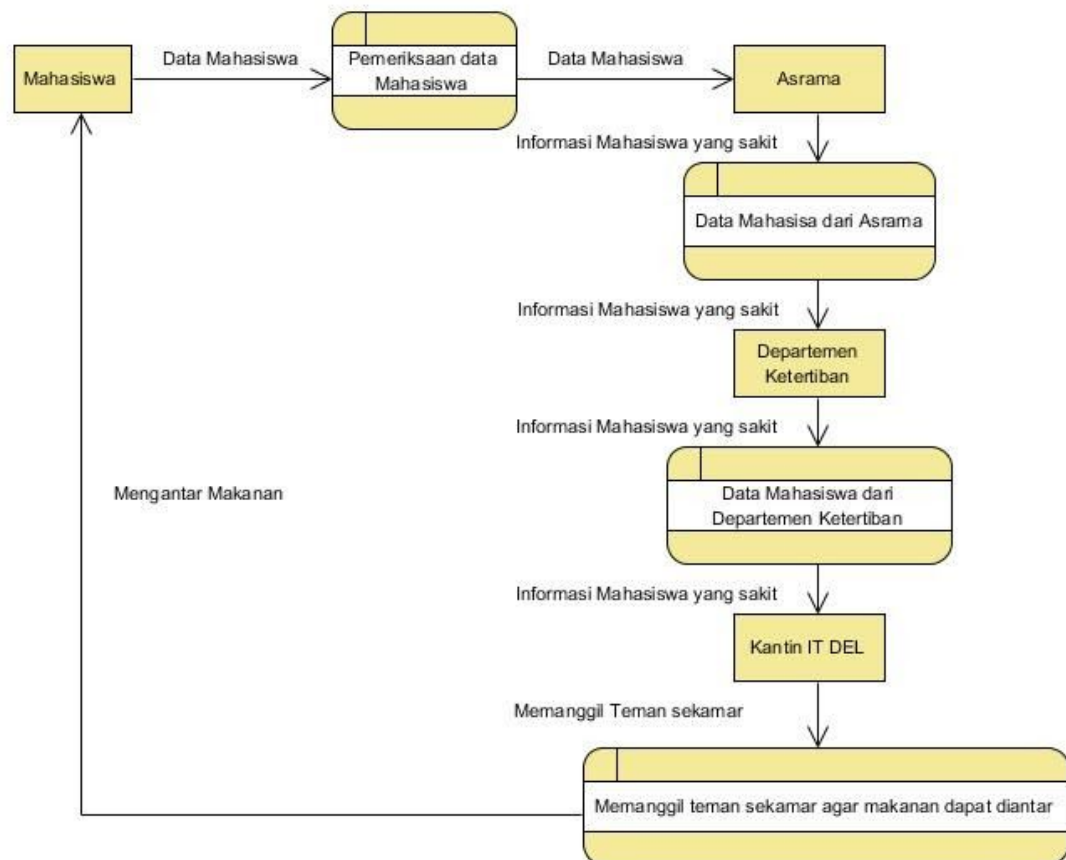 Mahasiswa
Data Mahasiswa
Pemeriksaan data
Mahasiswa
Data Mahasiswa
Asrama
Informasi Mahasiswa yang sakit
Data Mahasisa dari Asrama
Informasi Mahasiswa yang sakit
Departemen
Ketertiban
Informasi Mahasiswa yang sakit
Data Mahasiswa dari
Departemen Ketertiban
Mengantar Makanan
Informasi Mahasiswa yang sakit
Kantin IT DEL
Memanggil Teman sekamar
Memanggil teman sekamar agar makanan dapat diantar